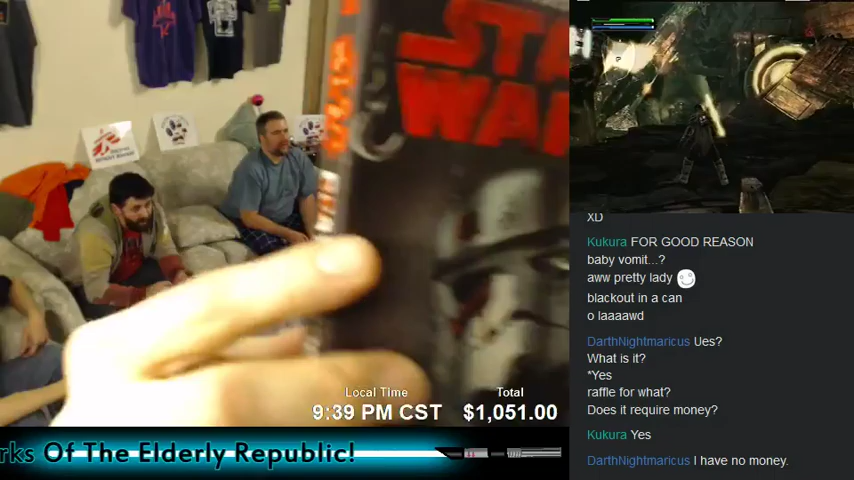 STAR
WAR
XD
Kukura FOR GOOD REASON
baby vomit...?
aww pretty lady
blackout in a can
o laaaawd
DarthNightmaricus Ues?
What is it?
*Yes
raffle for what?
Does it require money?
Kukura Yes
DarthNightmaricus I have no money.
Local Time
9:39 PM CST
Total
$1,051.00
rks Of The Elderly Republic!